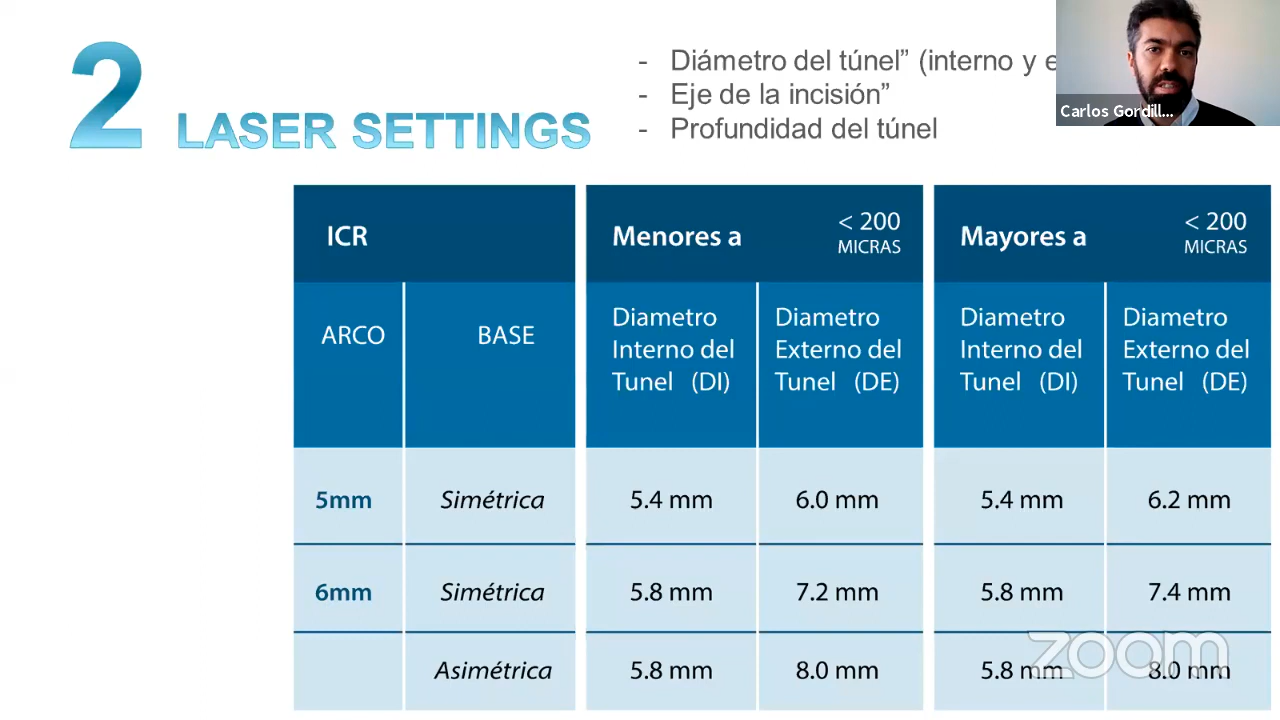 2 LASER SETTINGS
- Diámetro del túnel” (interno y e
- Eje de la incisión”
- Profundidad del túnel
Carlos Gordill...
ICR Menores a < 200 MICRAS Mayores a < 200 MICRAS
ARCO BASE Diametro Interno del Tunel (DI) Diametro Externo del Tunel (DE) Diametro Interno del Tunel (DI) Diametro Externo del Tunel (DE)
5mm Simétrica 5.4 mm 6.0 mm 5.4 mm 6.2 mm
6mm Simétrica 5.8 mm 7.2 mm 5.8 mm 7.4 mm
Asimétrica 5.8 mm 8.0 mm 5.8 mm 8.0 mm
zoom